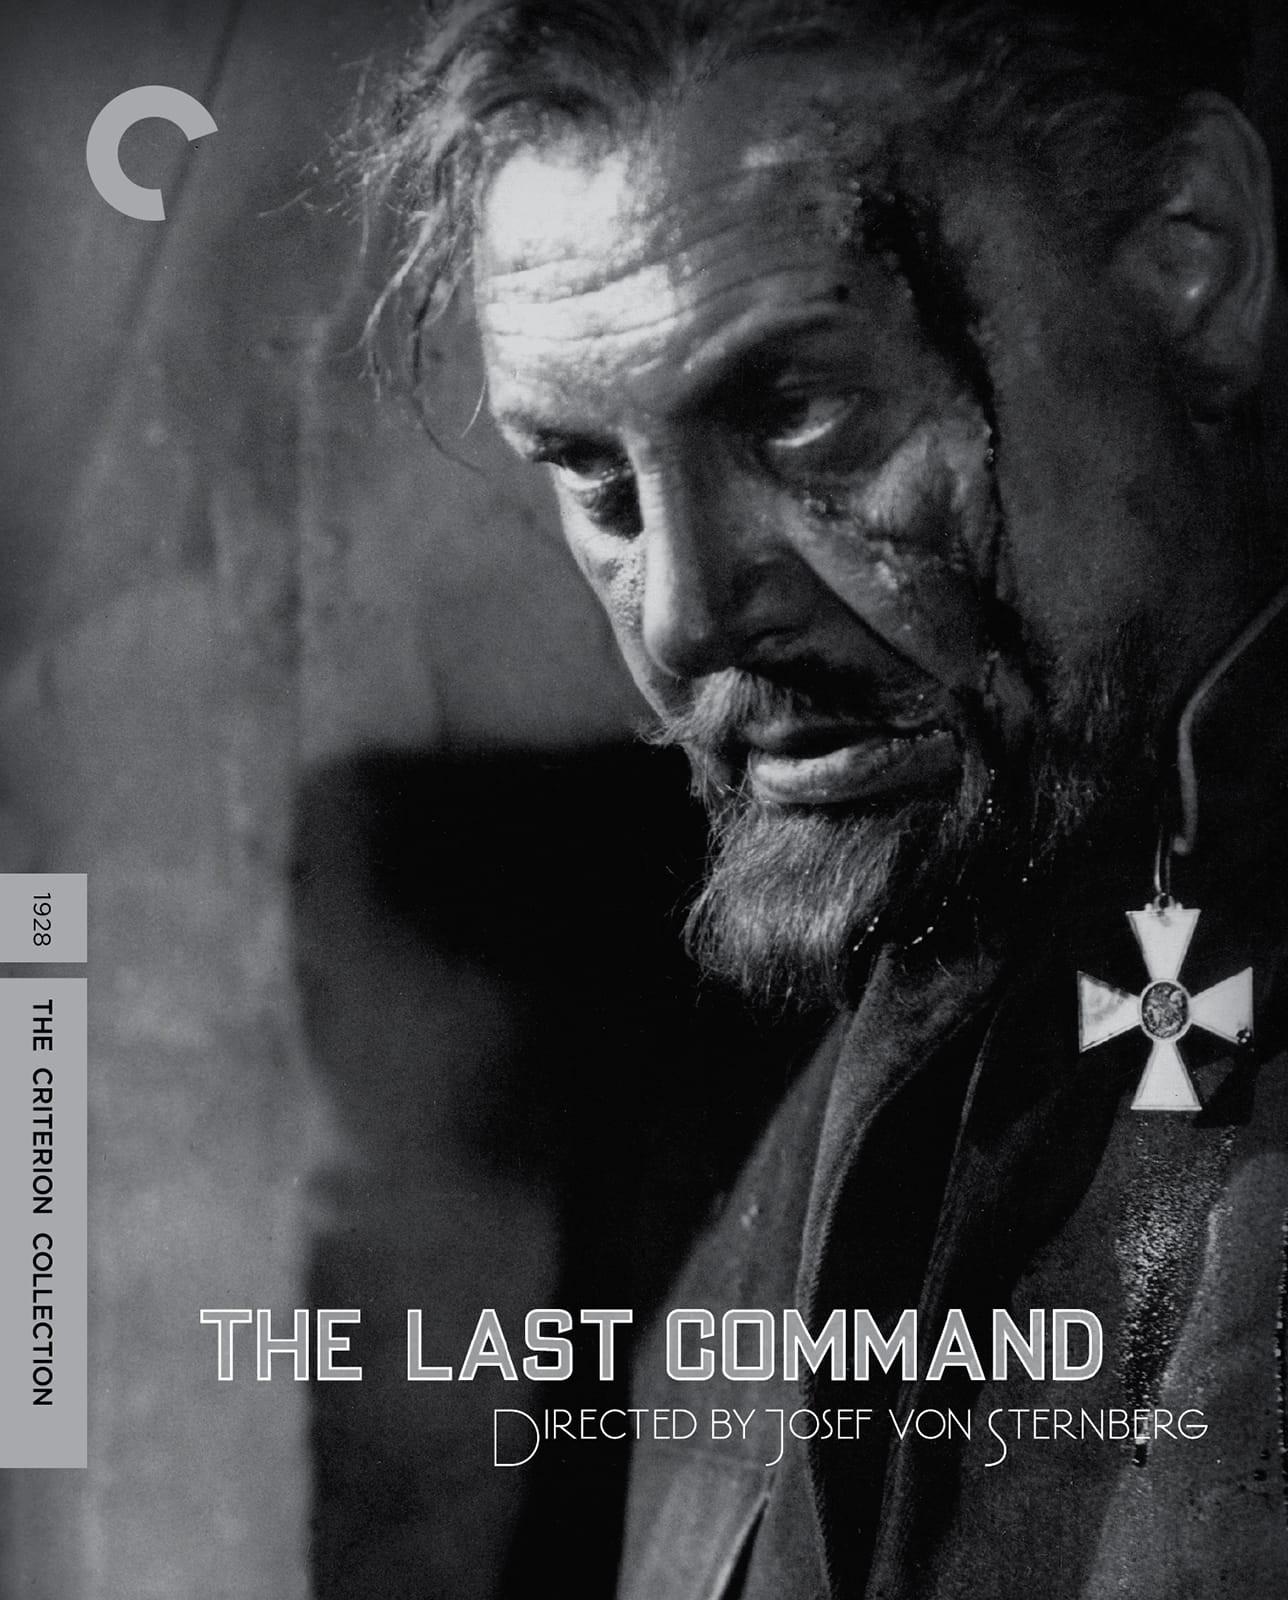 1928
THE CRITERION COLLECTION
THE LAST COMMAND
DIRECTED BY JOSEF VON STERNBERG